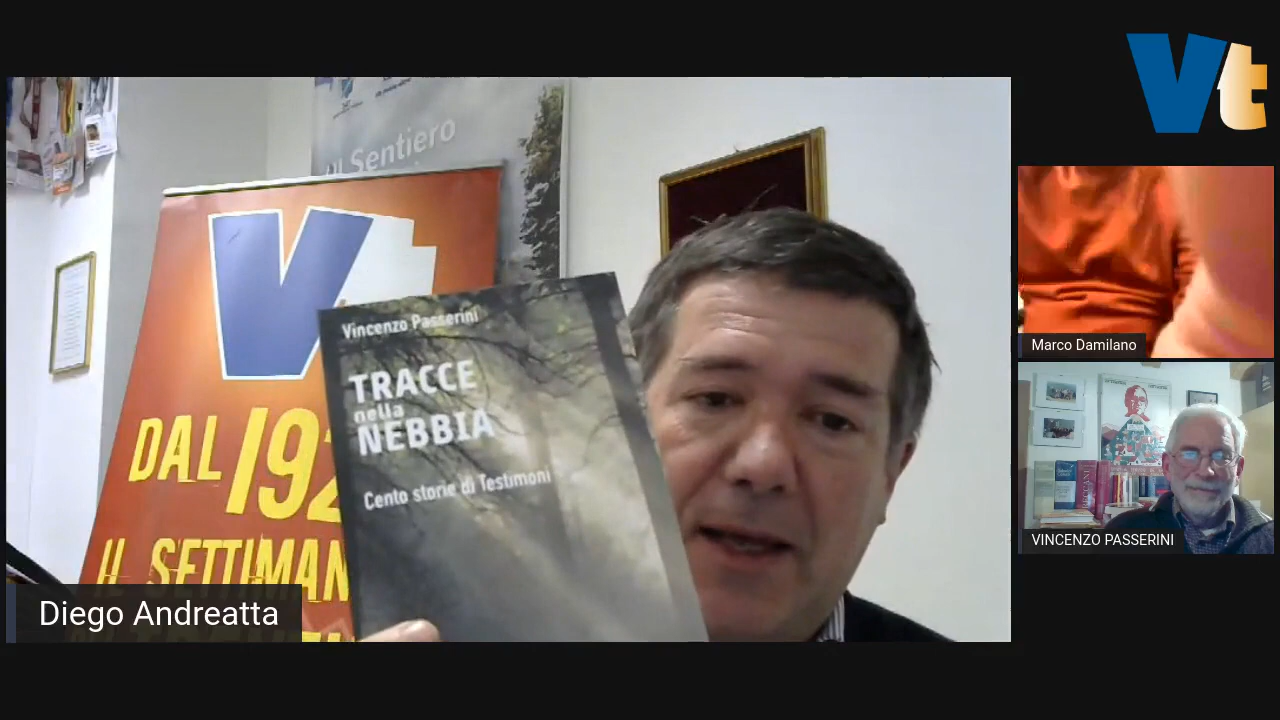 Vt
di Sentiero
Vt
DAL 192
IL SETTIMAN
Vincenzo Passerini
TRACCE
nella
NEBBIA
Cento storie di Testimoni
Diego Andreatta
Marco Damilano
VINCENZO PASSERINI